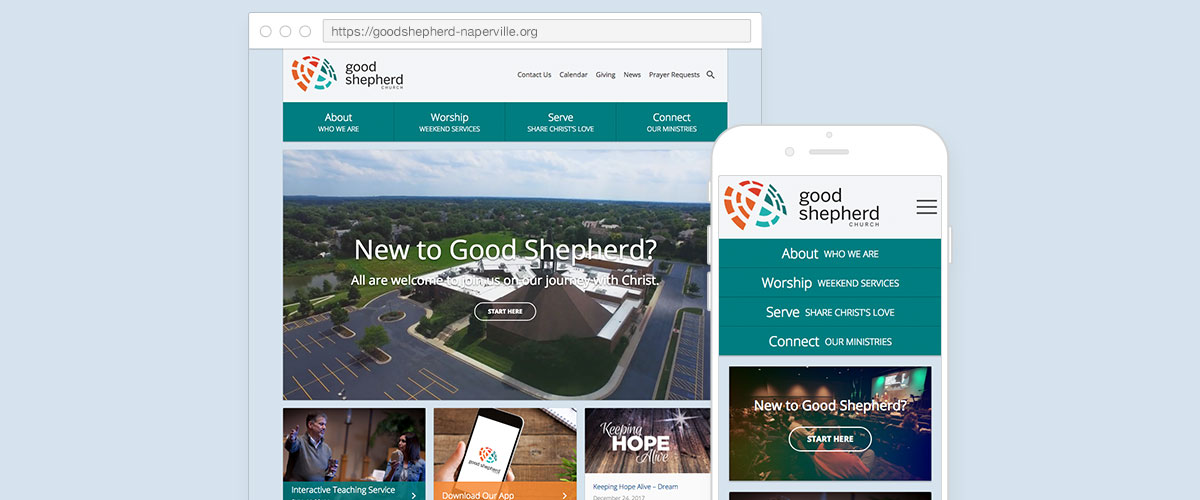 https://goodshepherd-naperville.org
good
shepherd
CHURCH
Contact Us Calendar Giving News Prayer Requests
About Worship Serve Connect
WHO WE ARE WEEKEND SERVICES SHARE CHRIST'S LOVE OUR MINISTRIES
New to Good Shepherd?
All are welcome to join us on our journey with Christ.
START HERE
Interactive Teaching Service
good shepherd
Download Our App
Keeping
HOPE
Alive
Keeping Hope Alive – Dream
December 24, 2017
good
shepherd
CHURCH
About WHO WE ARE
Worship WEEKEND SERVICES
Serve SHARE CHRIST'S LOVE
Connect OUR MINISTRIES
New to Good Shepherd?
START HERE